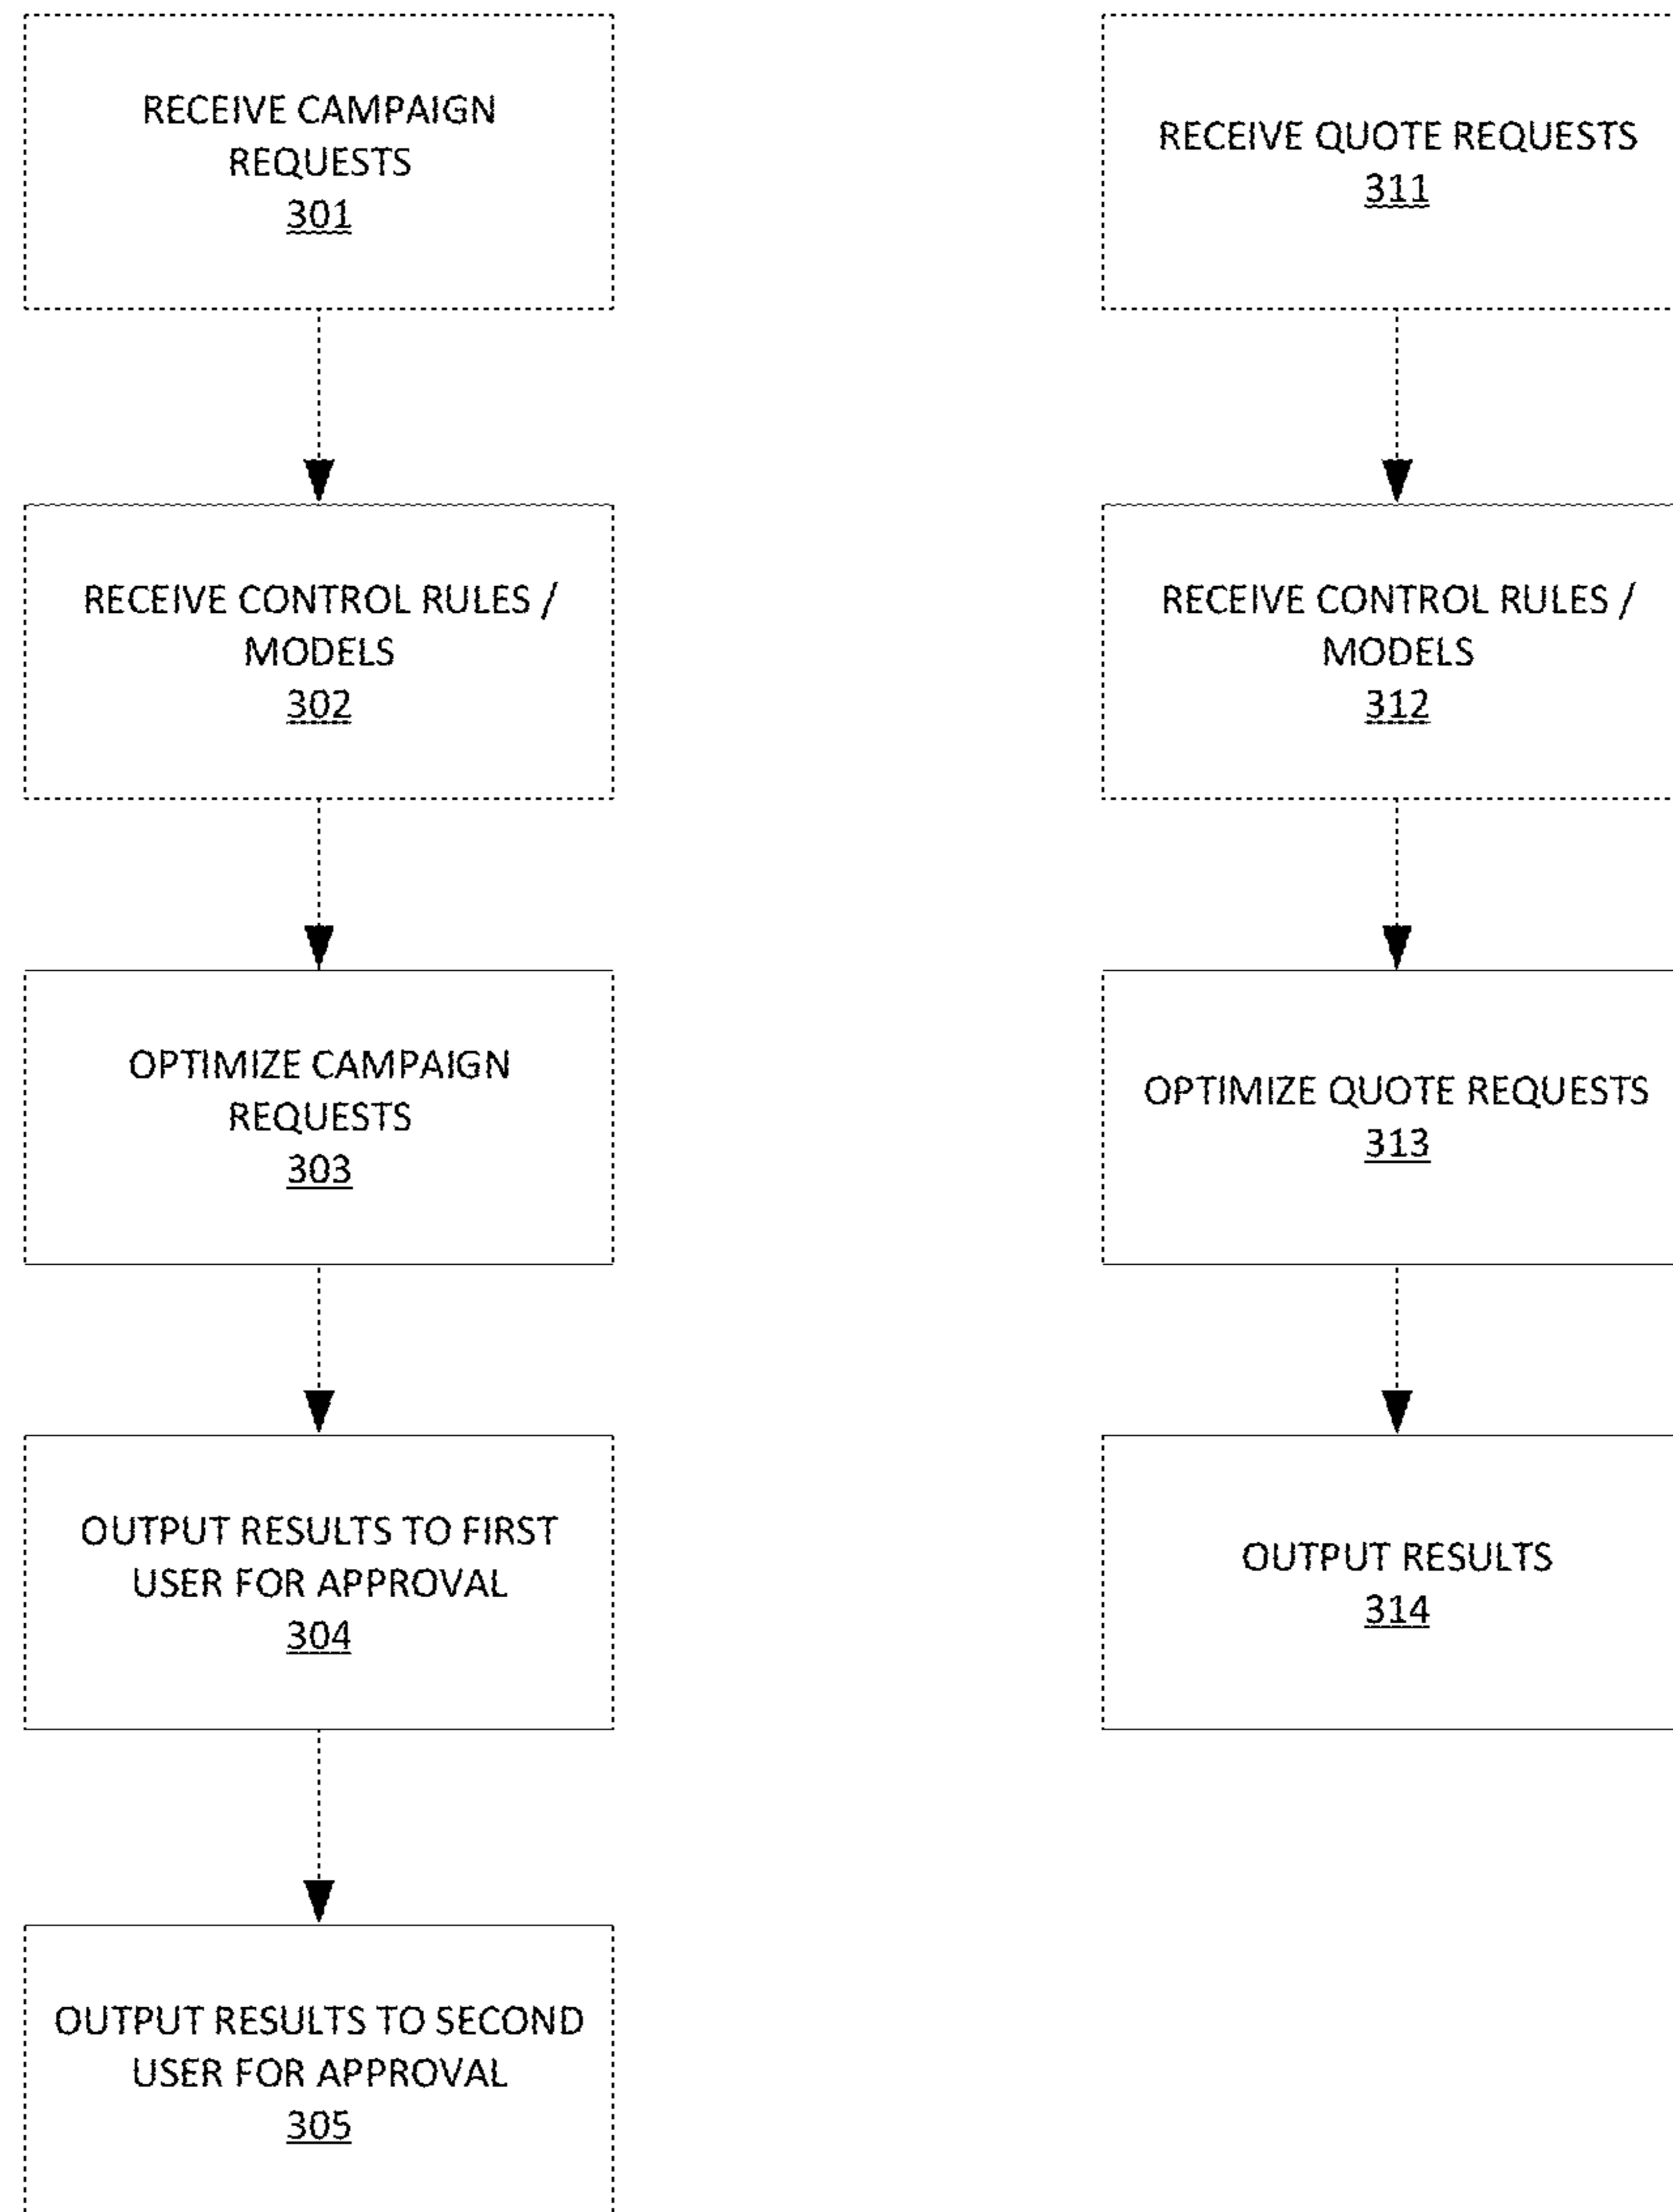 RECEIVE CAMPAIGN
REQUESTS
301
RECEIVE CONTROL RULES /
MODELS
302
OPTIMIZE CAMPAIGN
REQUESTS
303
OUTPUT RESULTS TO FIRST
USER FOR APPROVAL
304
OUTPUT RESULTS TO SECOND
USER FOR APPROVAL
305
RECEIVE QUOTE REQUESTS
311
RECEIVE CONTROL RULES /
MODELS
312
OPTIMIZE QUOTE REQUESTS
313
OUTPUT RESULTS
314